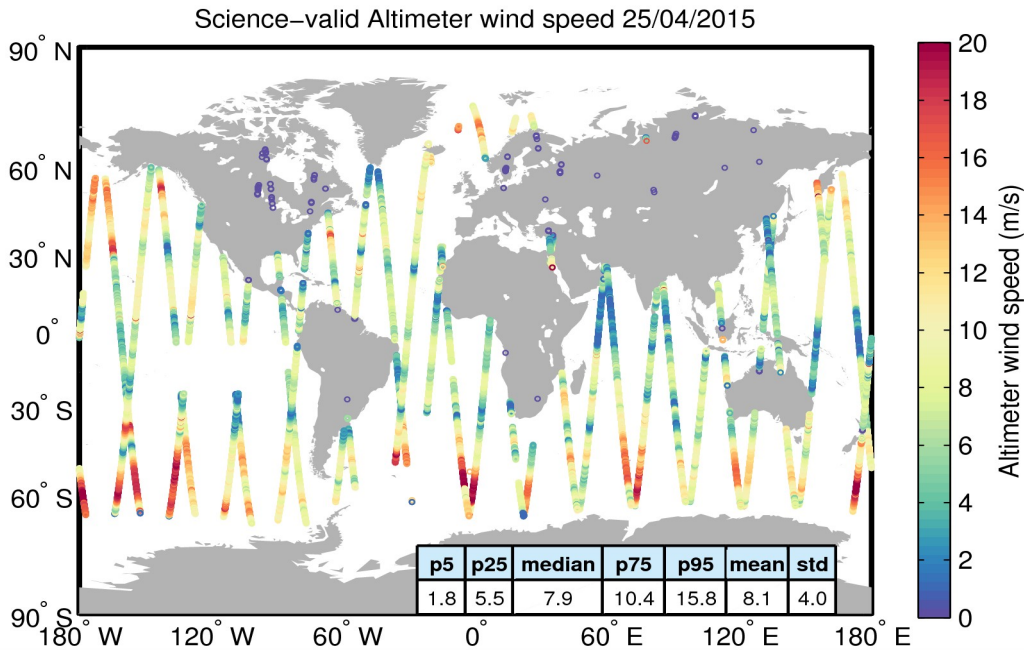 Science−valid Altimeter wind speed 25/04/2015
90° N
60° N
30° N
0°
30° S
60° S
90° S
180° W
120° W
60° W
0°
60° E
120° E
180° E
p5 p25 median p75 p95 mean std
1.8 5.5 7.9 10.4 15.8 8.1 4.0
20
18
16
14
12
10
8
6
4
2
0
Altimeter wind speed (m/s)